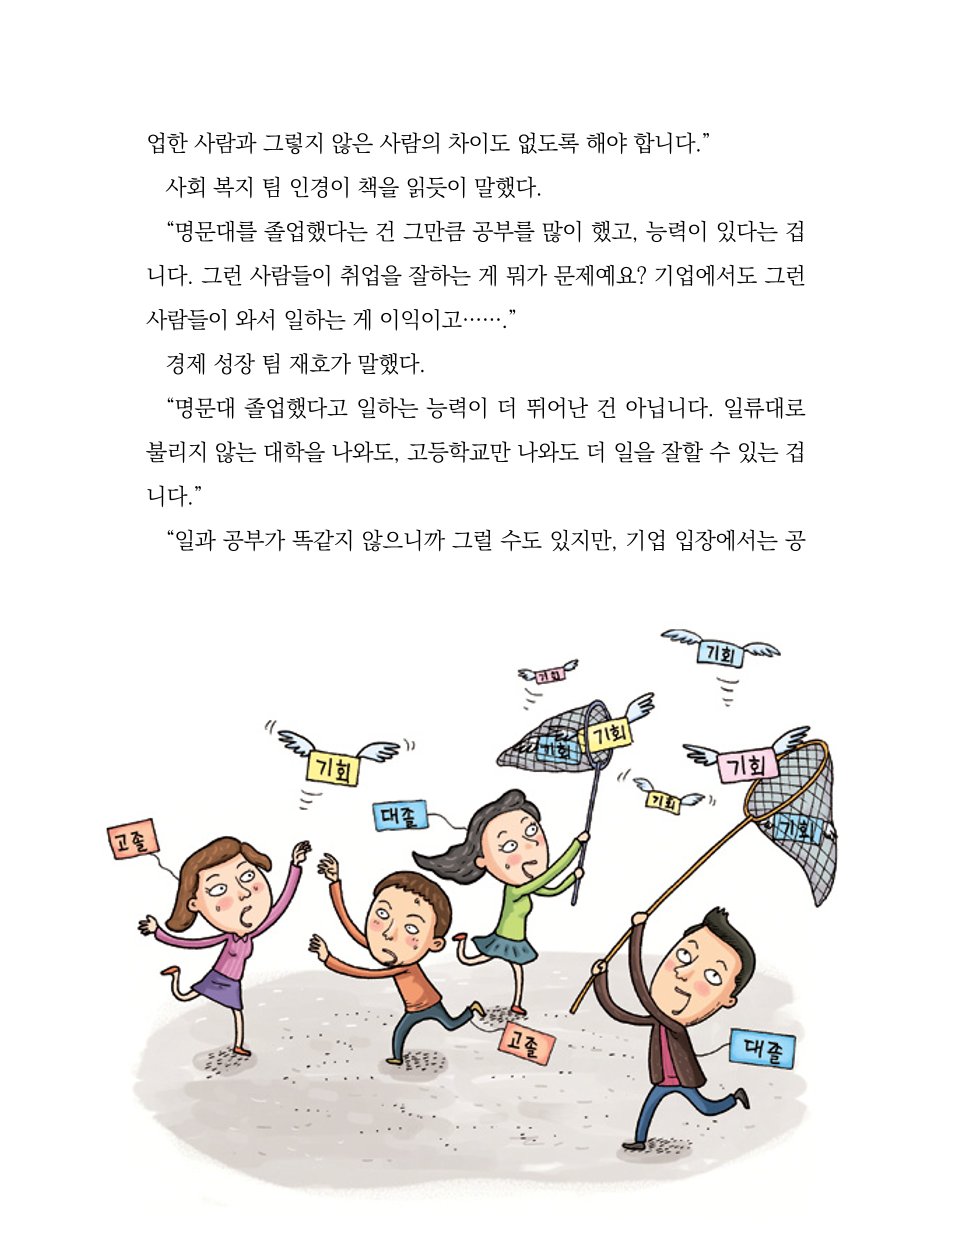 업한 사람과 그렇지 않은 사람의 차이도 없도록 해야 합니다.”
사회 복지 팀 인경이 책을 읽듯이 말했다.
“명문대를 졸업했다는 건 그만큼 공부를 많이 했고, 능력이 있다는 겁
니다. 그런 사람들이 취업을 잘하는 게 뭐가 문제예요? 기업에서도 그런
사람들이 와서 일하는 게 이익이고…….”
경제 성장 팀 재호가 말했다.
“명문대 졸업했다고 일하는 능력이 더 뛰어난 건 아닙니다. 일류대로
불리지 않는 대학을 나와도, 고등학교만 나와도 더 일을 잘할 수 있는 겁
니다.”
“일과 공부가 똑같지 않으니까 그럴 수도 있지만, 기업 입장에서는 공
기회
기회
기회
기회
기회
기회
기회
대졸
기회
고졸
기회
고졸
대졸